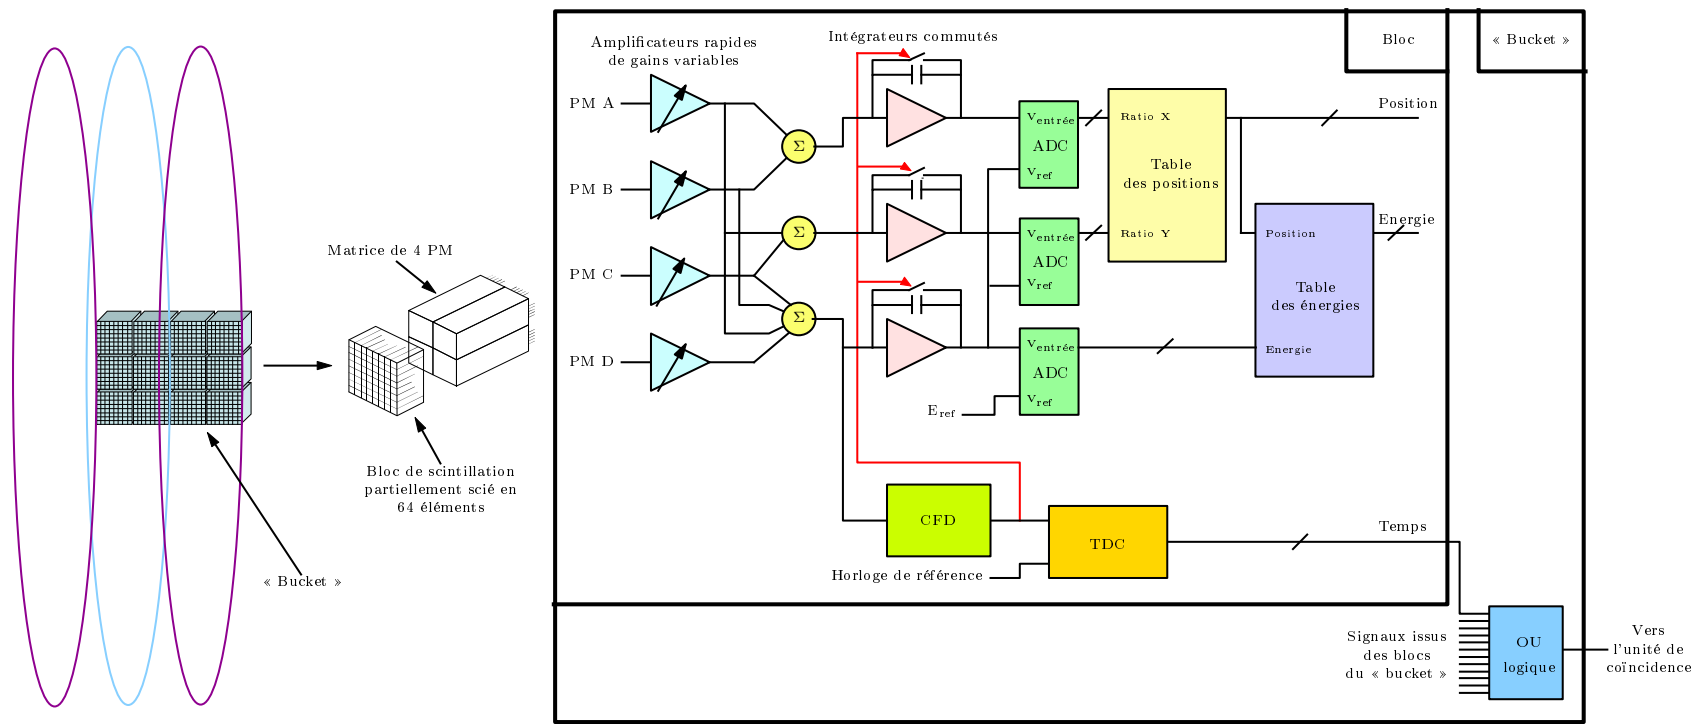 Matrice de 4 PM
Bloc de scintillation
partiellement scié en
64 éléments
« Bucket »
Amplificateurs rapides
de gains variables
Intégrateurs commutés
Bloc
« Bucket »
PM A
PM B
PM C
PM D
Σ
Σ
Σ
Ventrée
ADC
Vref
Ventrée
ADC
Vref
Ventrée
ADC
Vref
Eref
Ratio X
Table
des positions
Ratio Y
Position
Energie
Position
Table
des énergies
Energie
CFD
TDC
Horloge de référence
Temps
Signaux issus
des blocs
du « bucket »
OU
logique
Vers
l'unité de
coïncidence